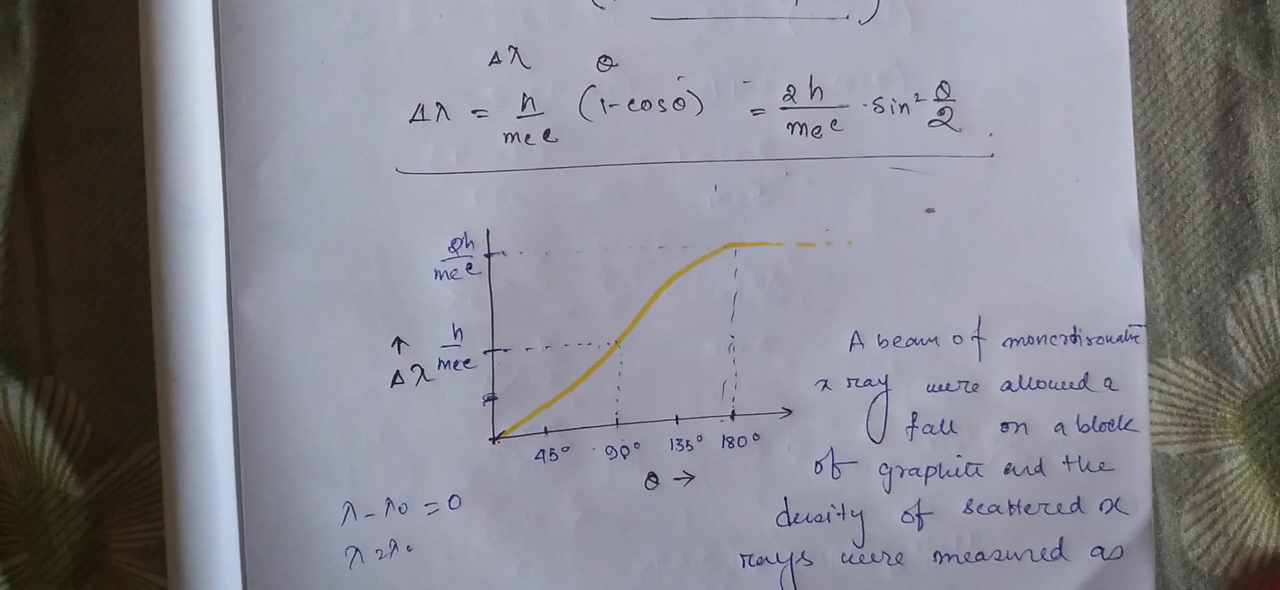 Δλ θ
Δλ = h/mec (1-cosθ) = 2h/mec · sin² θ/2
2h/mec
h/mec
Δλ
45° 90° 135° 180°
θ →
λ - λ0 = 0
λ = λ0
A beam of monochromatic
x ray were allowed a
fall on a block
of graphite and the
density of scattered x
rays were measured as